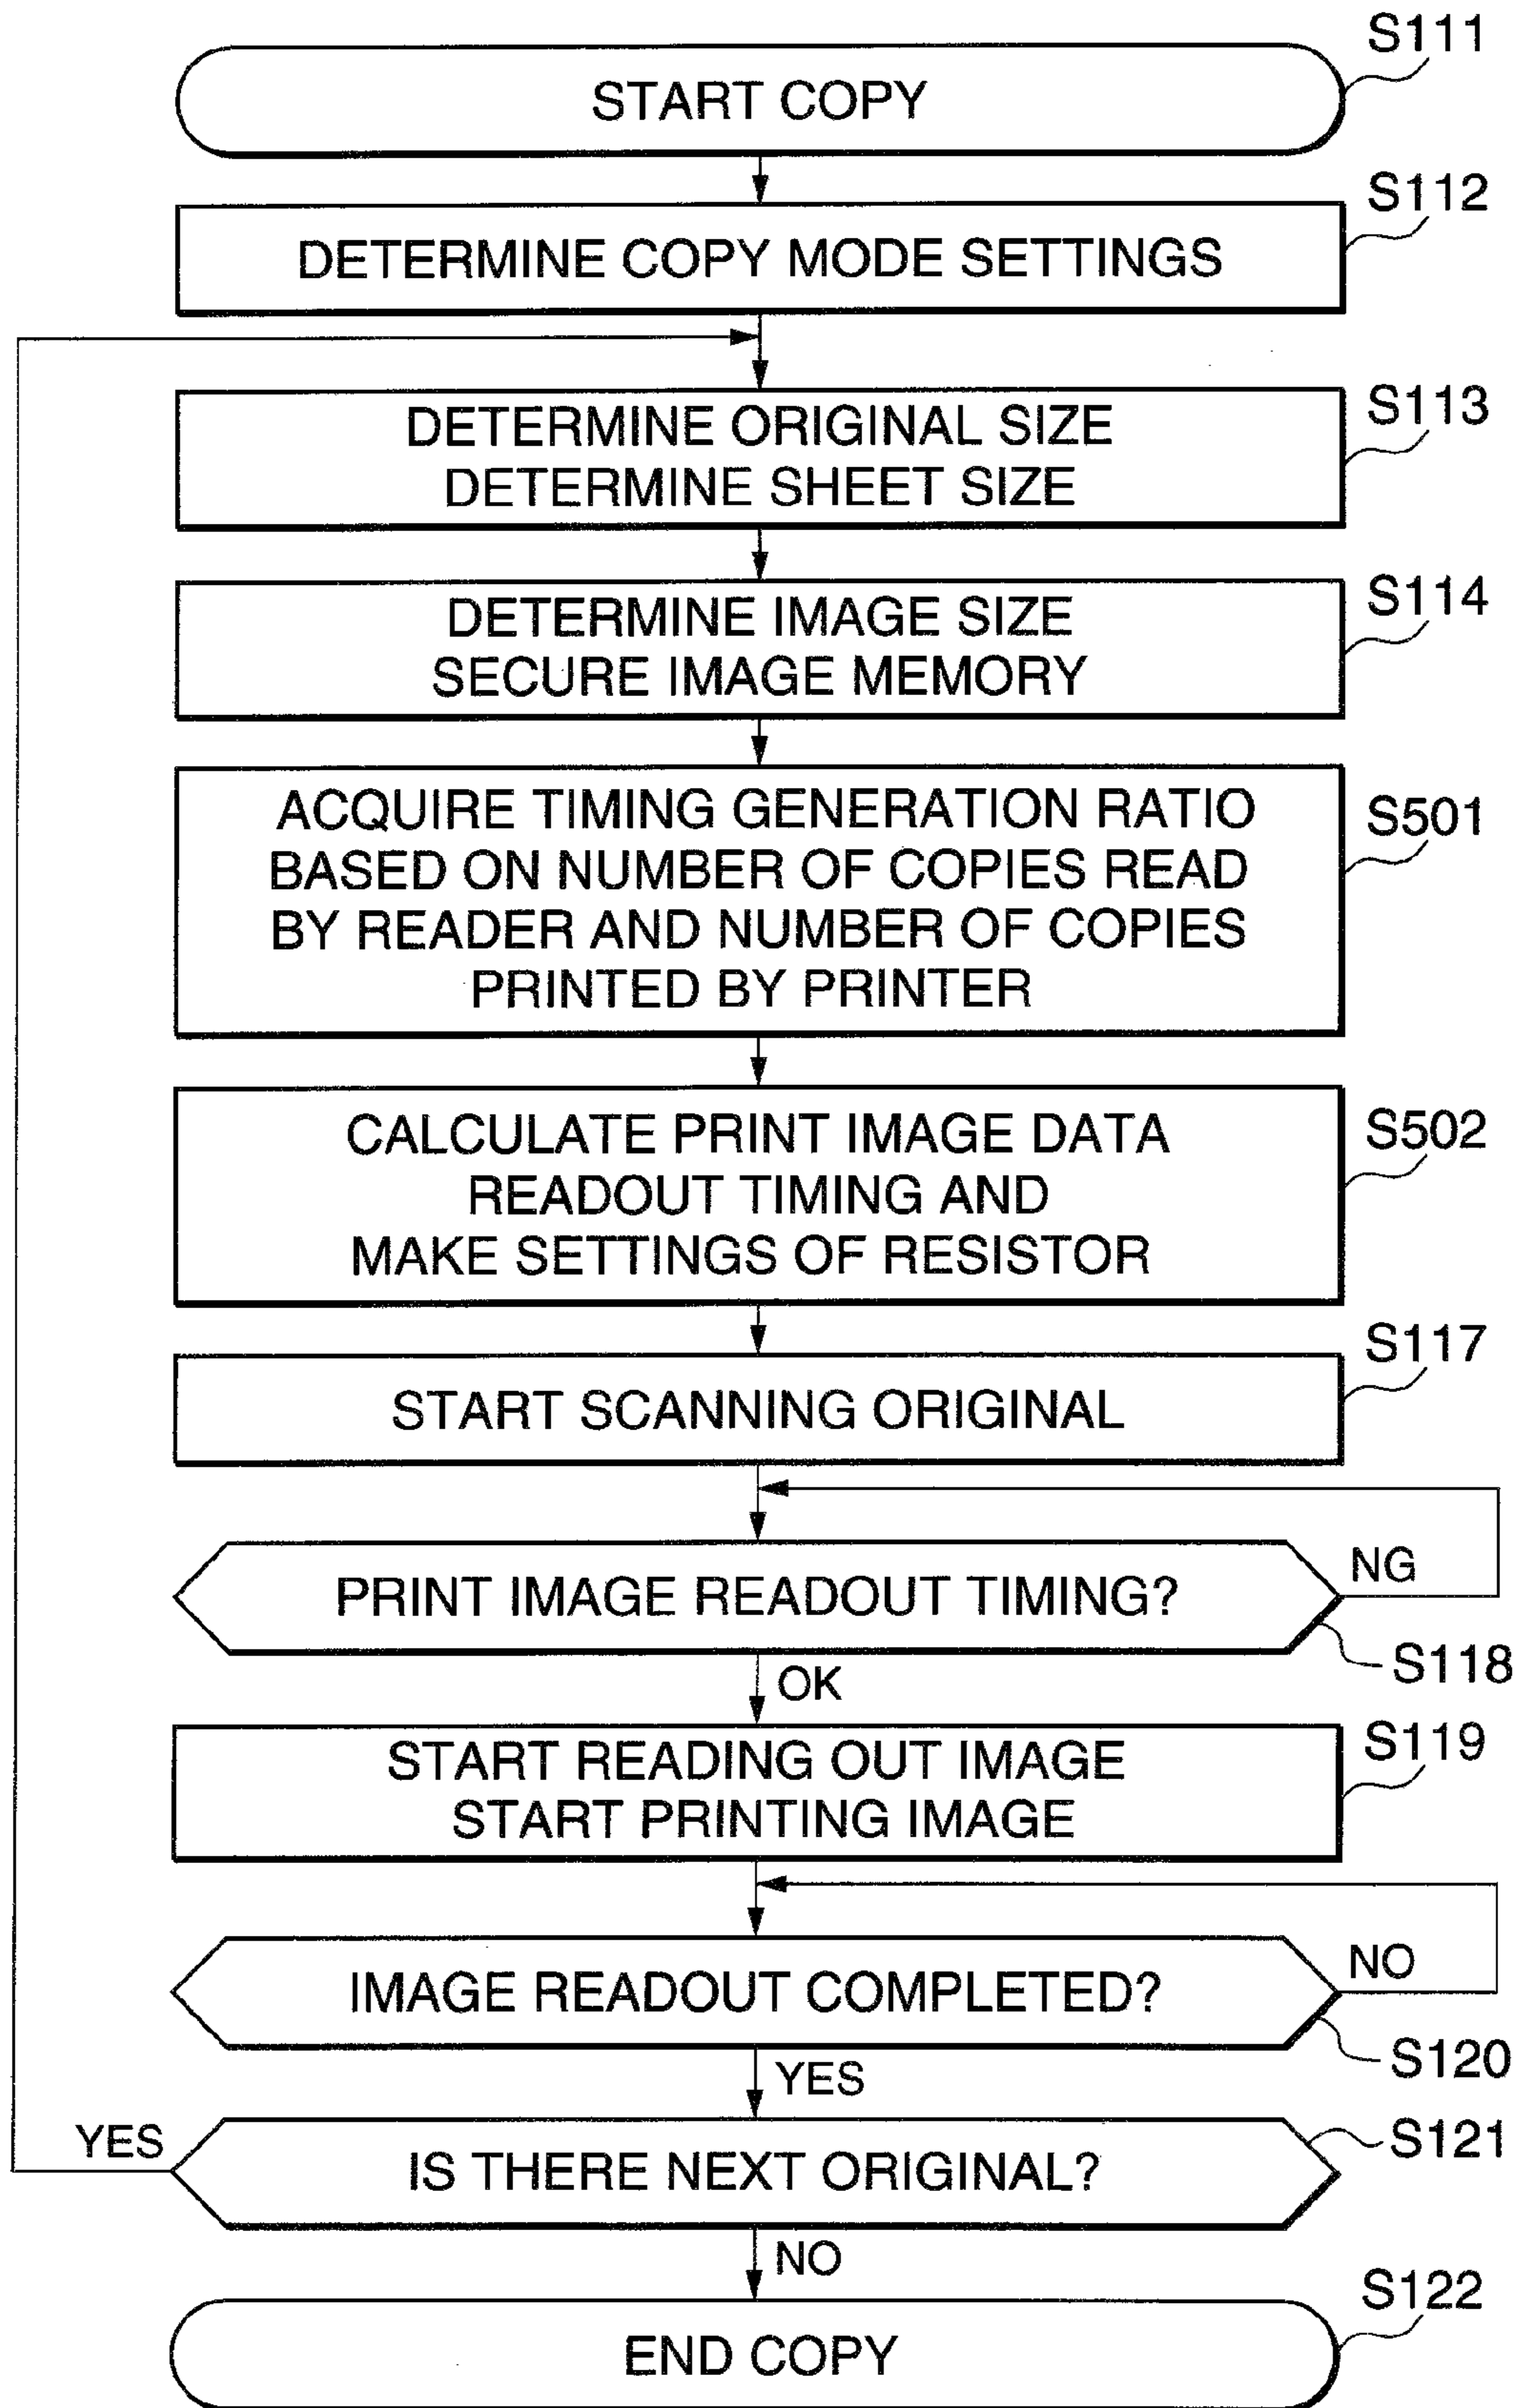 S111
START COPY
S112
DETERMINE COPY MODE SETTINGS
S113
DETERMINE ORIGINAL SIZE
DETERMINE SHEET SIZE
S114
DETERMINE IMAGE SIZE
SECURE IMAGE MEMORY
S501
ACQUIRE TIMING GENERATION RATIO
BASED ON NUMBER OF COPIES READ
BY READER AND NUMBER OF COPIES
PRINTED BY PRINTER
S502
CALCULATE PRINT IMAGE DATA
READOUT TIMING AND
MAKE SETTINGS OF RESISTOR
S117
START SCANNING ORIGINAL
NG
PRINT IMAGE READOUT TIMING?
S118
OK
S119
START READING OUT IMAGE
START PRINTING IMAGE
NO
IMAGE READOUT COMPLETED?
S120
YES
YES
S121
IS THERE NEXT ORIGINAL?
NO
S122
END COPY